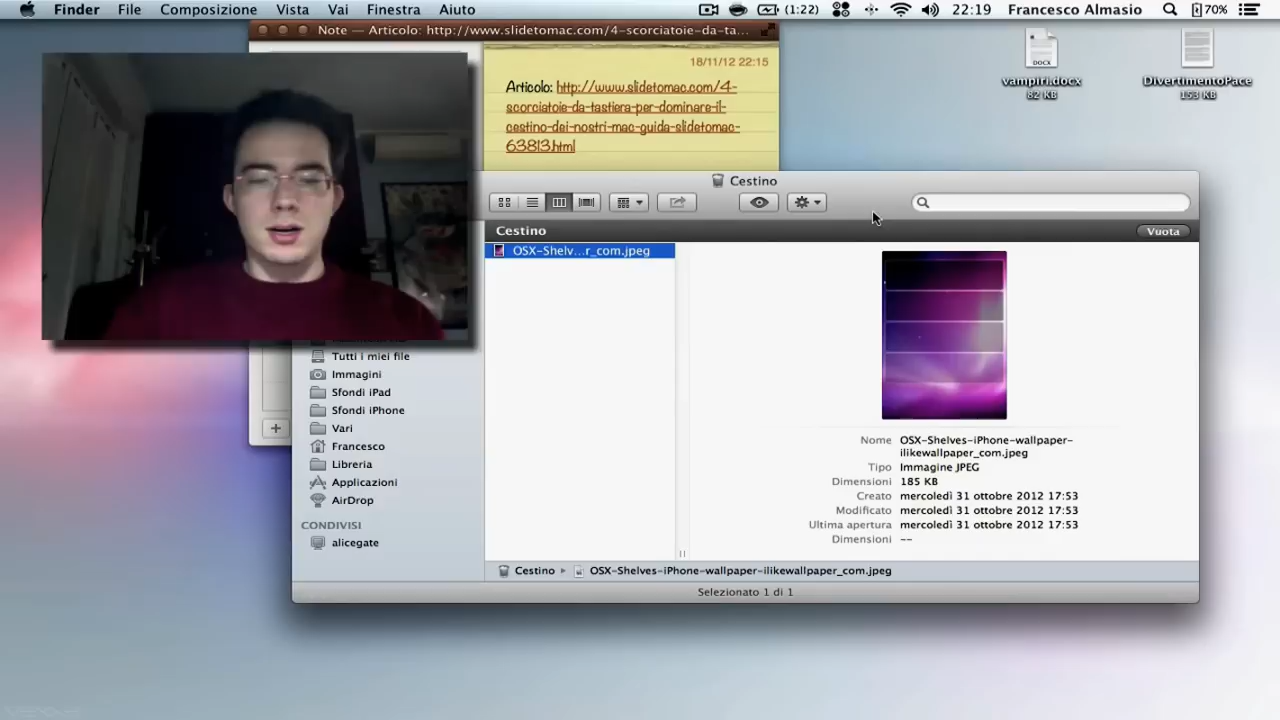 Finder File Composizione Vista Vai Finestra Aiuto (1:22) 22:19 Francesco Almasio 70%
Note — Articolo: http://www.slidetomac.com/4-scorciatoie-da-ta...
18/11/12 22:15
Articolo: http://www.slidetomac.com/4-
scorciatoie-da-tastiera-per-dominare-il-
cestino-dei-nostri-mac-guida-slidetomac-
63813.html
vampiri.docx
82 KB
DOCX
DivertimentoPace
153 KB
Cestino
Cestino
Vuota
OSX-Shelv...r_com.jpeg
Tutti i miei file
Immagini
Sfondi iPad
Sfondi iPhone
Vari
Francesco
Libreria
Applicazioni
AirDrop
CONDIVISI
alicegate
Nome OSX-Shelves-iPhone-wallpaper-
ilikewallpaper_com.jpeg
Tipo Immagine JPEG
Dimensioni 185 KB
Creato mercoledì 31 ottobre 2012 17:53
Modificato mercoledì 31 ottobre 2012 17:53
Ultima apertura mercoledì 31 ottobre 2012 17:53
Dimensioni --
Cestino ▸ OSX-Shelves-iPhone-wallpaper-ilikewallpaper_com.jpeg
Selezionato 1 di 1